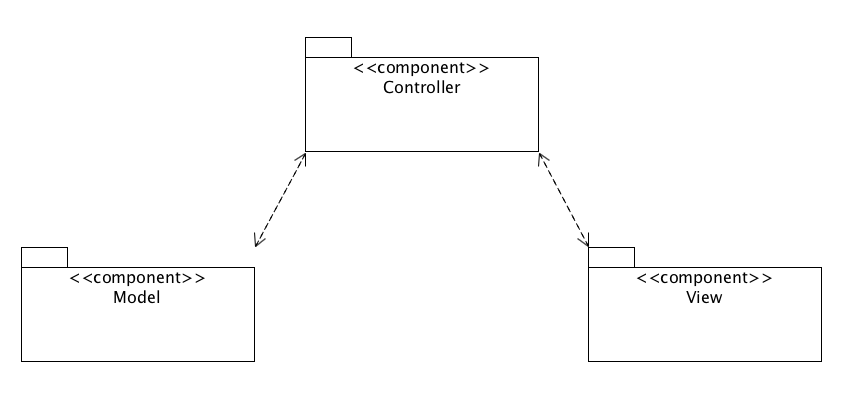 <<component>>
Controller
<<component>>
Model
<<component>>
View